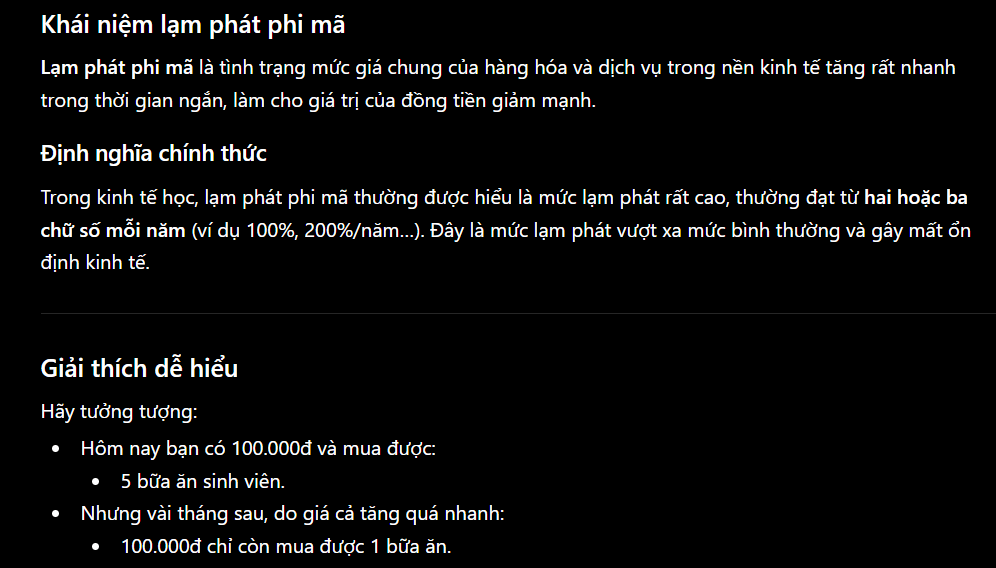 Khái niệm lạm phát phi mã
Lạm phát phi mã là tình trạng mức giá chung của hàng hóa và dịch vụ trong nền kinh tế tăng rất nhanh
trong thời gian ngắn, làm cho giá trị của đồng tiền giảm mạnh.
Định nghĩa chính thức
Trong kinh tế học, lạm phát phi mã thường được hiểu là mức lạm phát rất cao, thường đạt từ hai hoặc ba
chữ số mỗi năm (ví dụ 100%, 200%/năm...). Đây là mức lạm phát vượt xa mức bình thường và gây mất ổn
định kinh tế.
Giải thích dễ hiểu
Hãy tưởng tượng:
• Hôm nay bạn có 100.000đ và mua được:
• 5 bữa ăn sinh viên.
• Nhưng vài tháng sau, do giá cả tăng quá nhanh:
• 100.000đ chỉ còn mua được 1 bữa ăn.